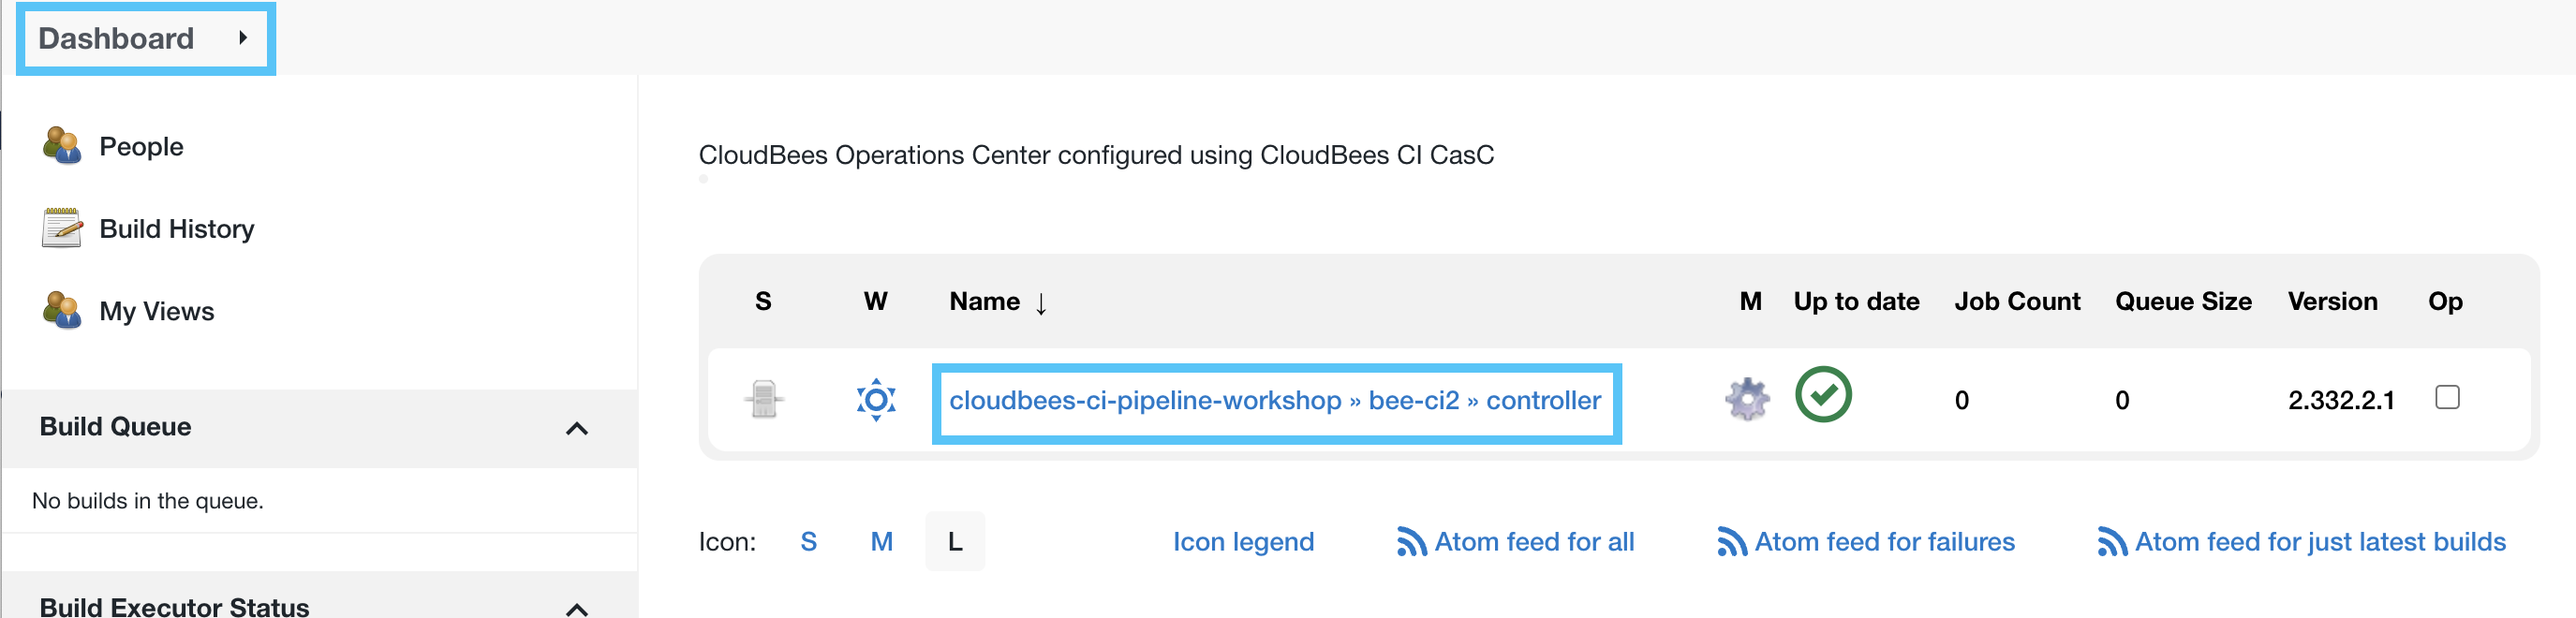 Dashboard
People
Build History
My Views
Build Queue
No builds in the queue.
Build Executor Status
CloudBees Operations Center configured using CloudBees CI CasC
S W Name ↓ M Up to date Job Count Queue Size Version Op
cloudbees-ci-pipeline-workshop » bee-ci2 » controller 0 0 2.332.2.1
Icon: S M L Icon legend Atom feed for all Atom feed for failures Atom feed for just latest builds